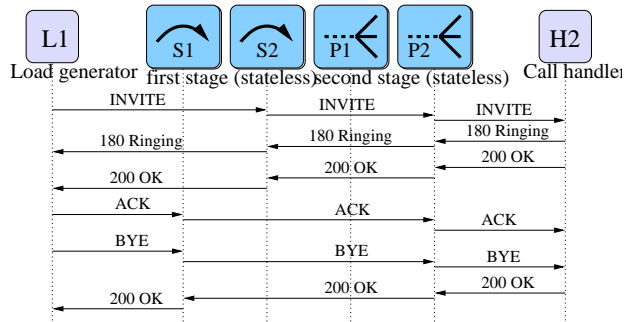 L1
S1
S2
P1
P2
H2
Load generator
first stage (stateless)
second stage (stateless)
Call handler
INVITE
INVITE
INVITE
180 Ringing
180 Ringing
180 Ringing
200 OK
200 OK
200 OK
ACK
ACK
ACK
BYE
BYE
BYE
200 OK
200 OK
200 OK